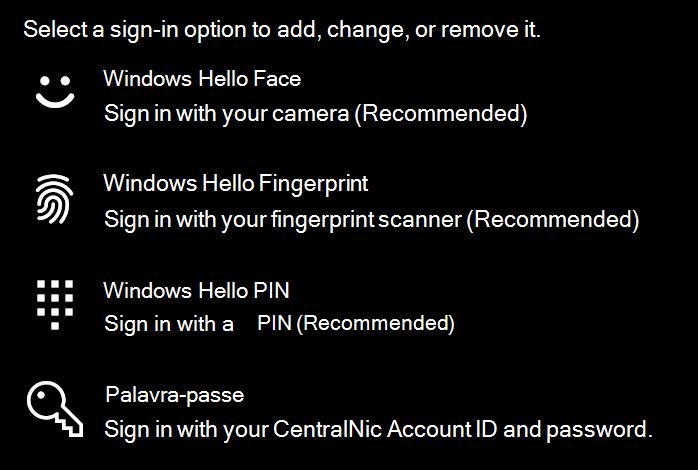 Select a sign-in option to add, change, or remove it.
Windows Hello Face
Sign in with your camera (Recommended)
Windows Hello Fingerprint
Sign in with your fingerprint scanner (Recommended)
Windows Hello PIN
Sign in with a PIN (Recommended)
Palavra-passe
Sign in with your CentralNic Account ID and password.